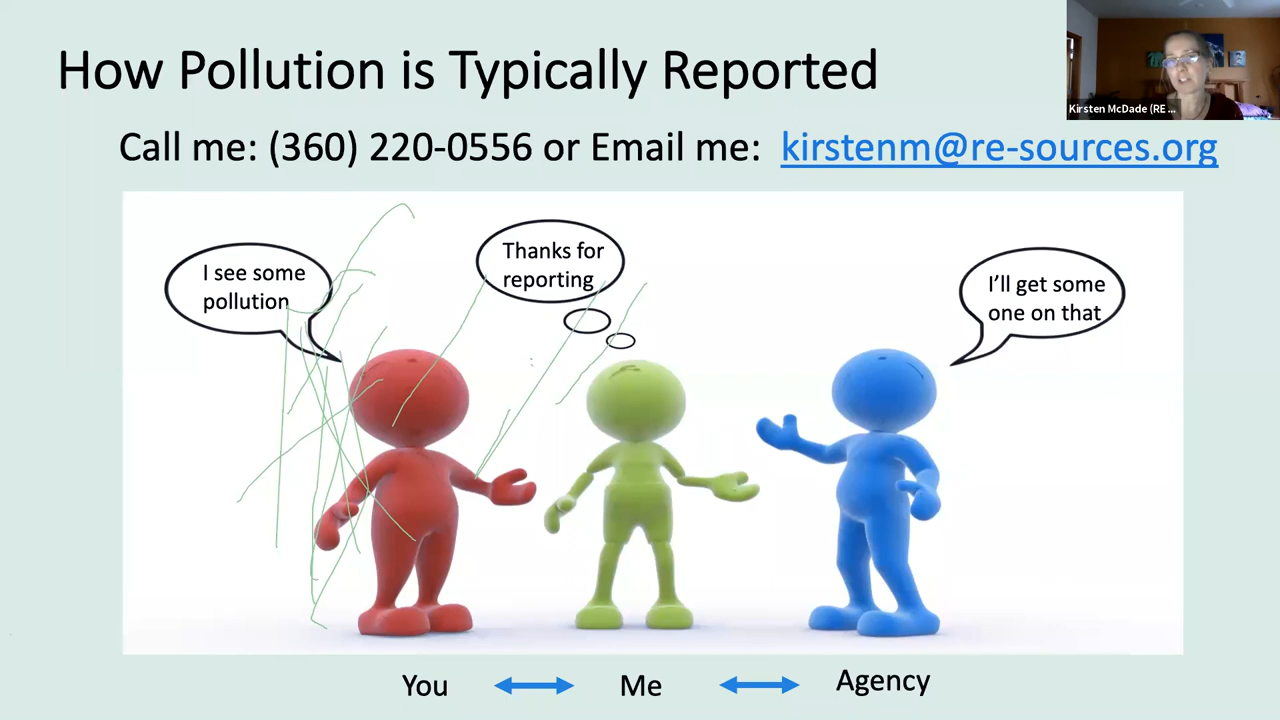 How Pollution is Typically Reported
Kirsten McDade (RE ...
Call me: (360) 220-0556 or Email me: kirstenm@re-sources.org
I see some
pollution
Thanks for
reporting
I'll get some
one on that
You
Me
Agency